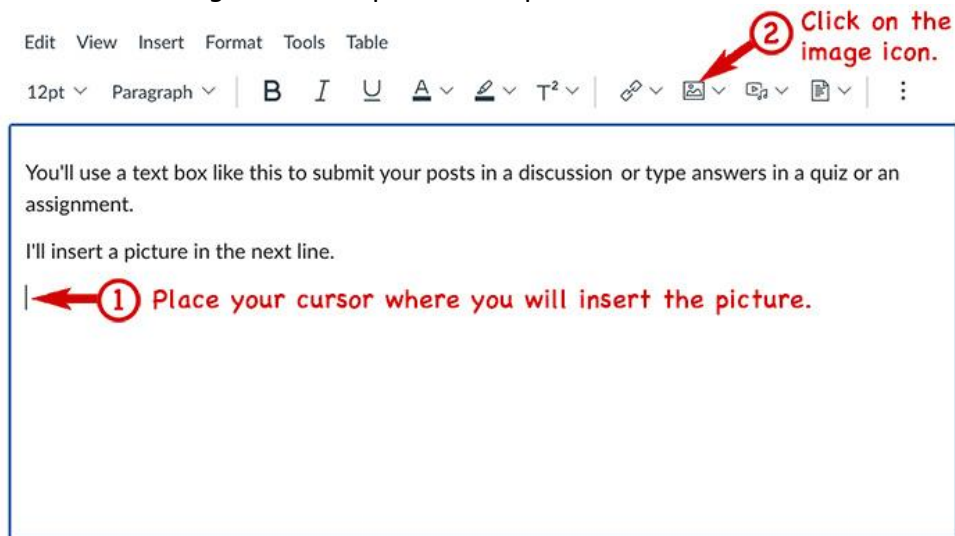 Edit View Insert Format Tools Table
2 Click on the
image icon.
12pt Paragraph B I U A T²
You'll use a text box like this to submit your posts in a discussion or type answers in a quiz or an
assignment.
I'll insert a picture in the next line.
1 Place your cursor where you will insert the picture.